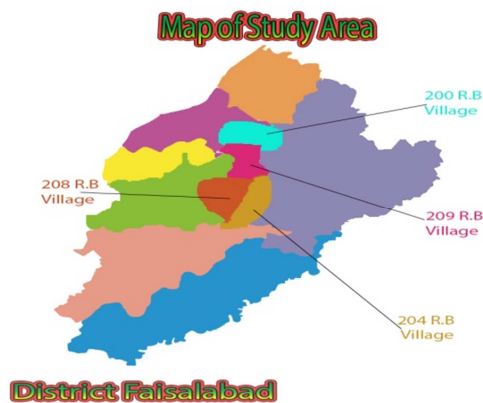 Map of Study Area
200 R.B
Village
208 R.B
Village
209 R.B
Village
204 R.B
Village
District Faisalabad